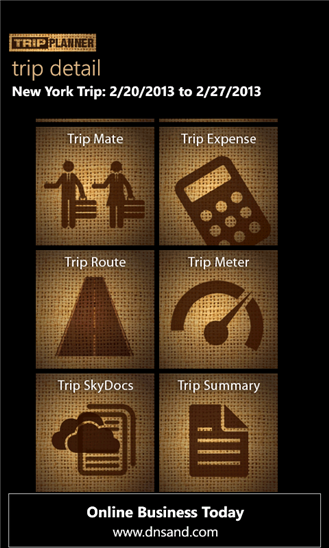 TRIP PLANNER
trip detail
New York Trip: 2/20/2013 to 2/27/2013
Trip Mate
Trip Expense
Trip Route
Trip Meter
Trip SkyDocs
Trip Summary
Online Business Today
www.dnsand.com